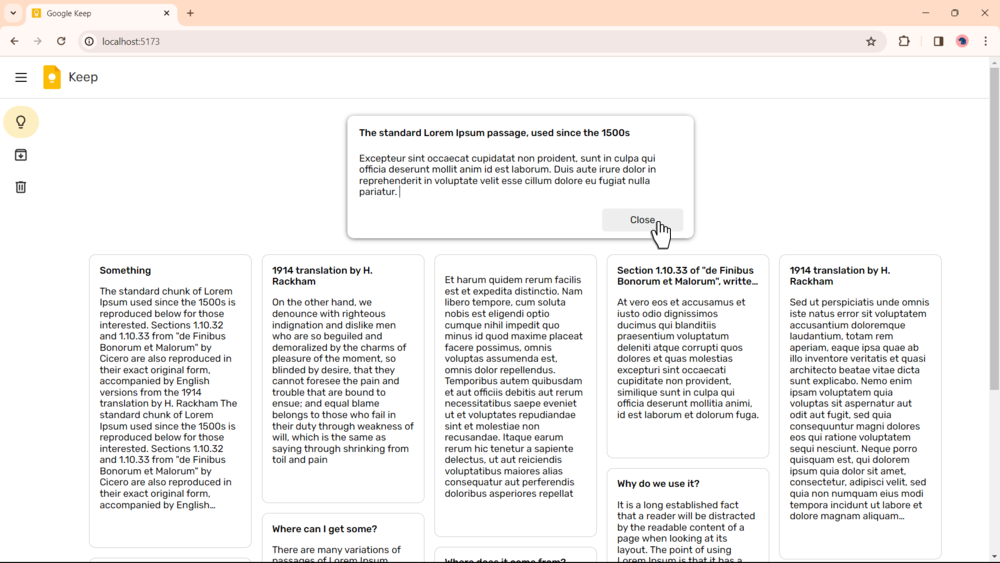 Google Keep
localhost:5173
Keep
The standard Lorem Ipsum passage, used since the 1500s
Excepteur sint occaecat cupidatat non proident, sunt in culpa qui
officia deserunt mollit anim id est laborum. Duis aute irure dolor in
reprehenderit in voluptate velit esse cillum dolore eu fugiat nulla
pariatur.
Close
Something
The standard chunk of Lorem
Ipsum used since the 1500s is
reproduced below for those
interested. Sections 1.10.32
and 1.10.33 from "de Finibus
Bonorum et Malorum" by
Cicero are also reproduced in
their exact original form,
accompanied by English
versions from the 1914
translation by H. Rackham The
standard chunk of Lorem
Ipsum used since the 1500s is
reproduced below for those
interested. Sections 1.10.32
and 1.10.33 from "de Finibus
Bonorum et Malorum" by
Cicero are also reproduced in
their exact original form,
accompanied by English...
1914 translation by H.
Rackham
On the other hand, we
denounce with righteous
indignation and dislike men
who are so beguiled and
demoralized by the charms of
pleasure of the moment, so
blinded by desire, that they
cannot foresee the pain and
trouble that are bound to
ensue; and equal blame
belongs to those who fail in
their duty through weakness of
will, which is the same as
saying through shrinking from
toil and pain
Where can I get some?
There are many variations of
passages of Lorem Ipsum
Et harum quidem rerum facilis
est et expedita distinctio. Nam
libero tempore, cum soluta
nobis est eligendi optio
cumque nihil impedit quo
minus id quod maxime placeat
facere possimus, omnis
voluptas assumenda est,
omnis dolor repellendus.
Temporibus autem quibusdam
et aut officiis debitis aut rerum
necessitatibus saepe eveniet
ut et voluptates repudiandae
sint et molestiae non
recusandae. Itaque earum
rerum hic tenetur a sapiente
delectus, ut aut reiciendis
voluptatibus maiores alias
consequatur aut perferendis
doloribus asperiores repellat
Where does it come from?
Section 1.10.33 of "de Finibus
Bonorum et Malorum", writte...
At vero eos et accusamus et
iusto odio dignissimos
ducimus qui blanditiis
praesentium voluptatum
deleniti atque corrupti quos
dolores et quas molestias
excepturi sint occaecati
cupiditate non provident,
similique sunt in culpa qui
officia deserunt mollitia animi,
id est laborum et dolorum fuga.
Why do we use it?
It is a long established fact
that a reader will be distracted
by the readable content of a
page when looking at its
layout. The point of using
Lorem Ipsum is that it has a
1914 translation by H.
Rackham
Sed ut perspiciatis unde omnis
iste natus error sit voluptatem
accusantium doloremque
laudantium, totam rem
aperiam, eaque ipsa quae ab
illo inventore veritatis et quasi
architecto beatae vitae dicta
sunt explicabo. Nemo enim
ipsam voluptatem quia
voluptas sit aspernatur aut
odit aut fugit, sed quia
consequuntur magni dolores
eos qui ratione voluptatem
sequi nesciunt. Neque porro
quisquam est, qui dolorem
ipsum quia dolor sit amet,
consectetur, adipisci velit, sed
quia non numquam eius modi
tempora incidunt ut labore et
dolore magnam aliquam...